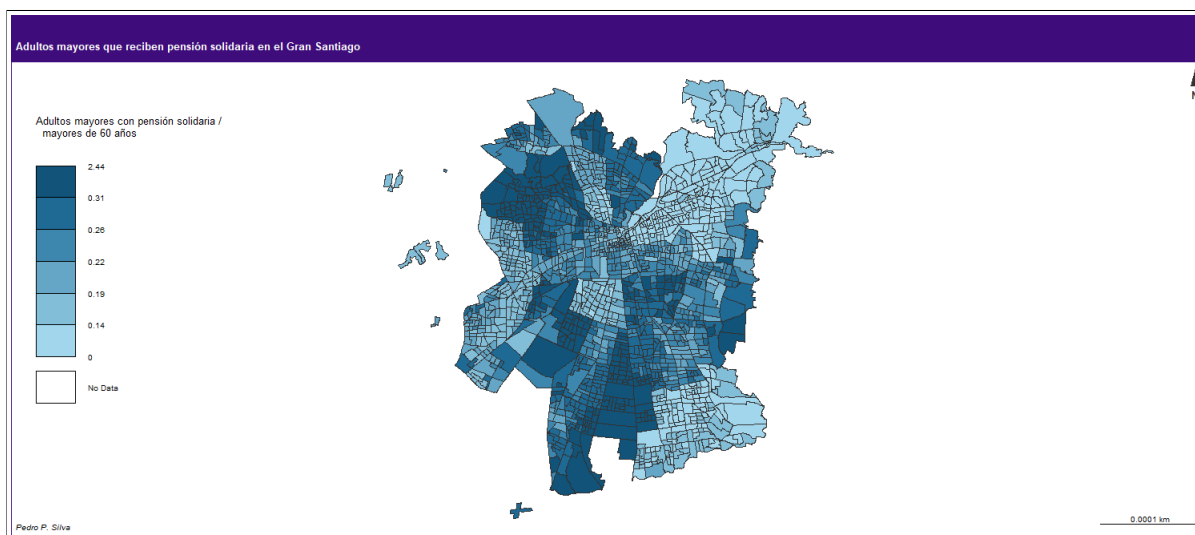 Adultos mayores que reciben pensión solidaria en el Gran Santiago
N
Adultos mayores con pensión solidaria /
mayores de 60 años
2.44
0.31
0.26
0.22
0.19
0.14
0
No Data
0.0001 km
Pedro P. Silva